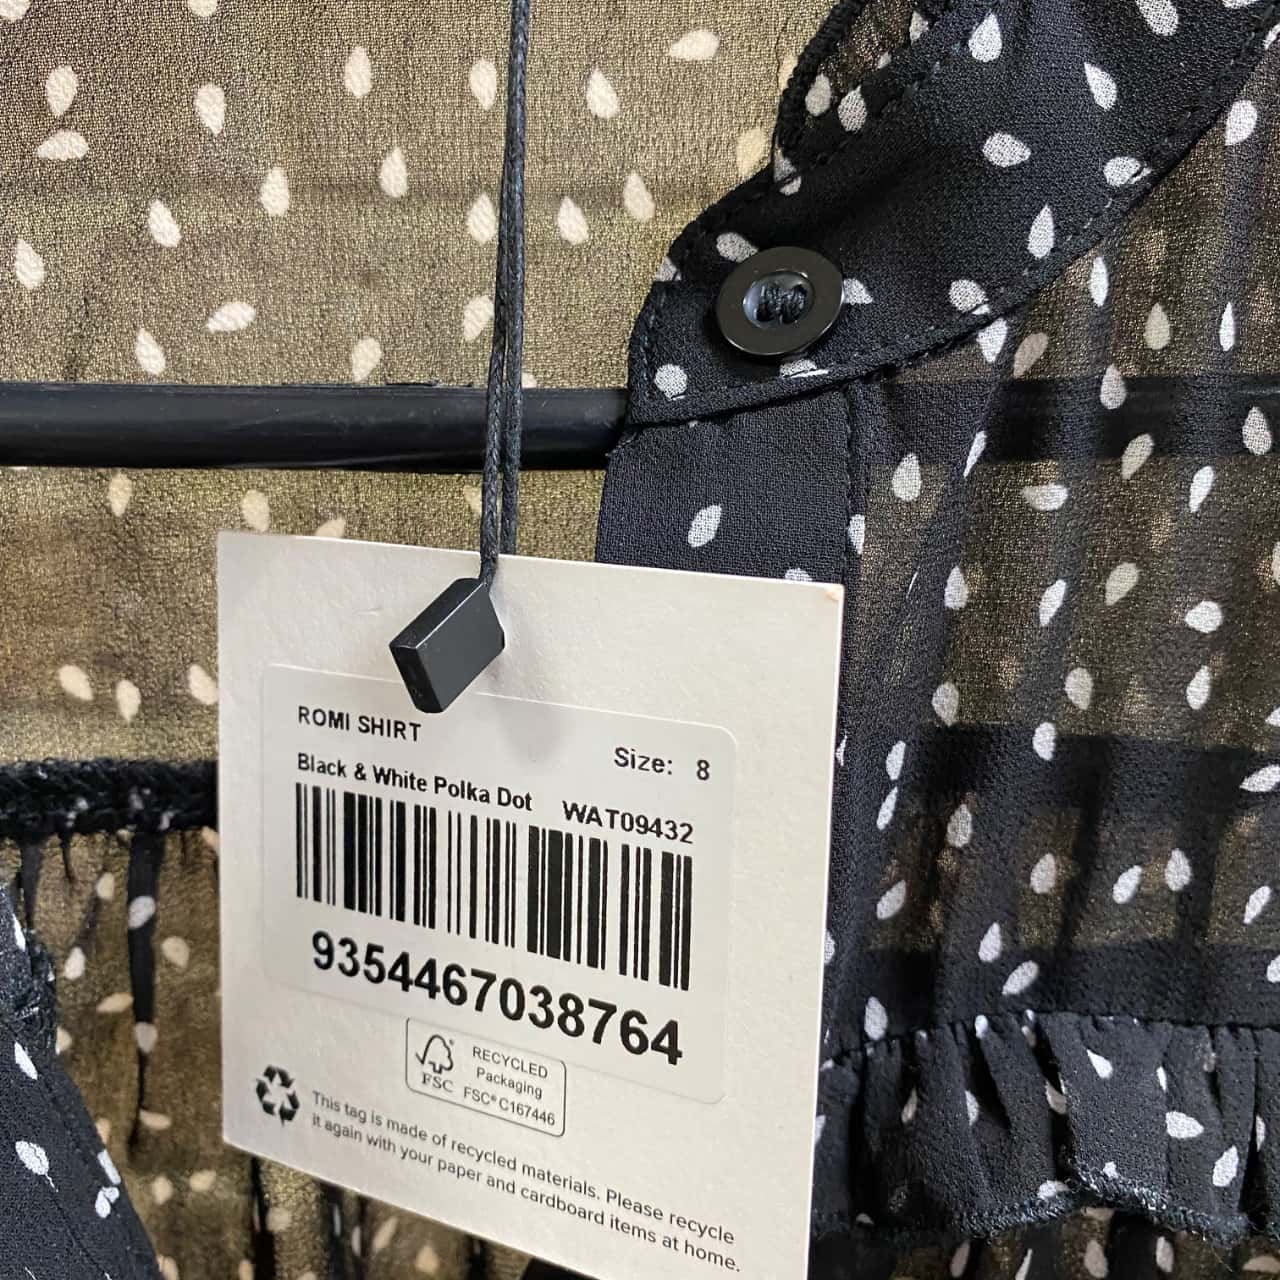 ROMI SHIRT
Size: 8
Black & White Polka Dot WAT09432
9354467038764
FSC
RECYCLED
Packaging
FSC® C167446
This tag is made of recycled materials. Please recycle
it again with your paper and cardboard items at home.